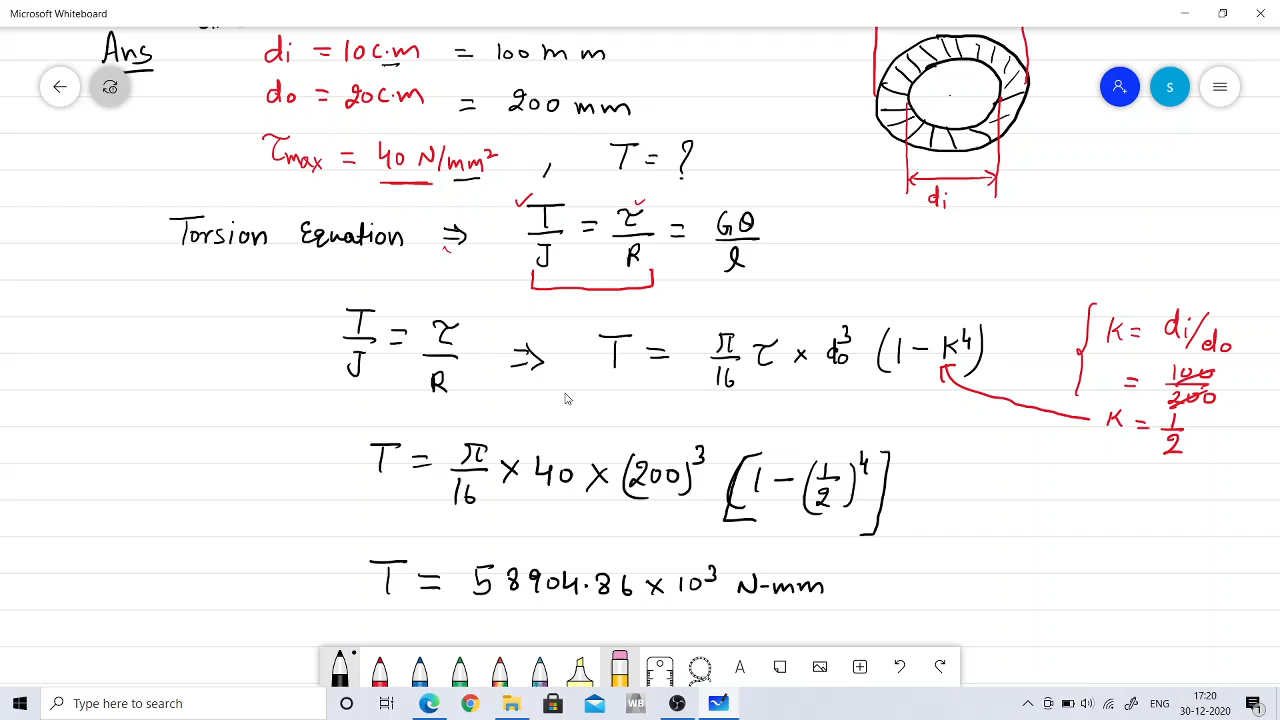 Microsoft Whiteboard
Ans
di = 10c.m = 100 m m
do = 20c.m = 200 mm
τmax = 40 N/mm² , T = ?
di
Torsion Equation ⇒ T/J = τ/R = Gθ/l
T/J = τ/R ⇒ T = π/16 τ × do³ (1 - K⁴)
K = di/do
= 100/200
K = 1/2
T = π/16 × 40 × (200)³ [1 - (1/2)⁴]
T = 58904.86 × 10³ N-mm
S
A
WB
Type here to search
ENG
17:20
30-12-2020
1